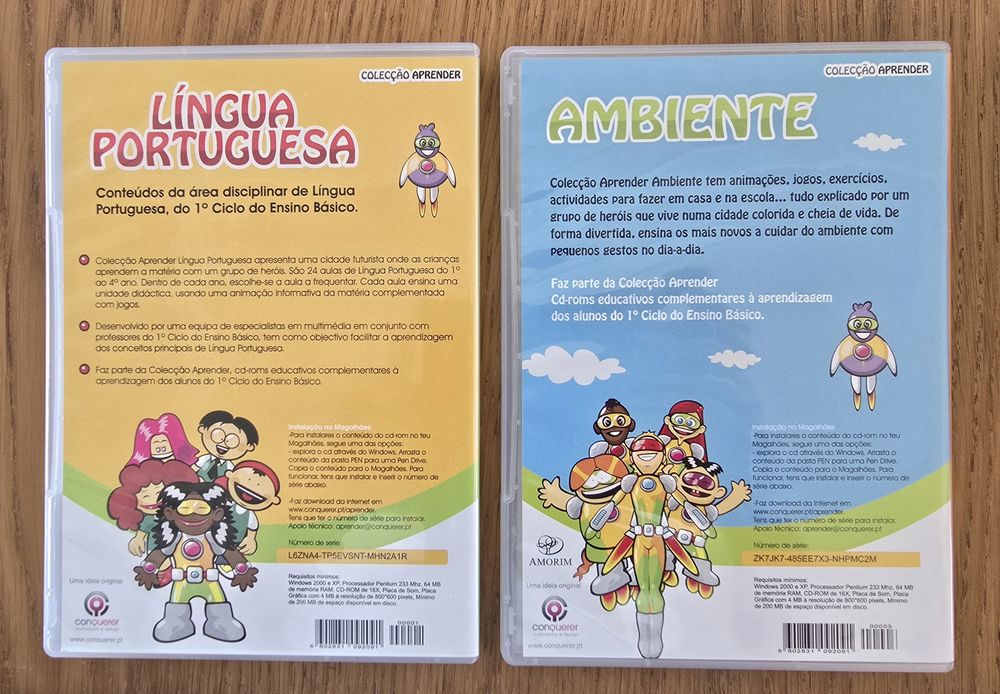 COLECÇÃO APRENDER
LÍNGUA
PORTUGUESA
Conteúdos da área disciplinar de Língua
Portuguesa, do 1º Ciclo do Ensino Básico.
Colecção Aprender Língua Portuguesa apresenta uma cidade futurista onde as crianças
aprendem a matéria com um grupo de heróis. São 24 aulas de Língua Portuguesa do 1º
ao 4º ano. Dentro de cada ano, escolhe-se a aula a frequentar. Cada aula ensina uma
unidade didáctica, usando uma animação informativa da matéria complementada
com jogos.
Desenvolvido por uma equipa de especialistas em multimédia em conjunto com
professores do 1º Ciclo do Ensino Básico, tem como objectivo facilitar a aprendizagem
dos conceitos principais de Língua Portuguesa.
Faz parte da Colecção Aprender, cd-roms educativos complementares à
aprendizagem dos alunos do 1º Ciclo do Ensino Básico.
Instalação no Magalhães
-Para instalares o conteúdo do cd-rom no teu
Magalhães, segue uma das opções:
- explora o cd através do Windows. Arrasta o
conteúdo da pasta PEN para uma Pen Drive.
Copia o conteúdo para o Magalhães. Para
funcionar, tens que instalar e inserir o número de
série abaixo.
-Faz download da Internet em
www.conquerer.pt/aprender.
Tens que ter o número de série para instalar.
Apoio técnico: aprender@conquerer.pt
Número de série:
L6ZNA4-TP5EVSNT-MHN2A1R
Requisitos mínimos:
Windows 2000 e XP, Processador Pentium 233 Mhz, 64 MB
de memória RAM, CD-ROM de 16X, Placa de Som, Placa
Gráfica com 4 MB à resolução de 800*600 pixels, Mínimo
de 200 MB de espaço disponível em disco.
Uma ideia original
conquerer
multimédia e design
www.conquerer.pt
00091
5 602831 092091
COLECÇÃO APRENDER
AMBIENTE
Colecção Aprender Ambiente tem animações, jogos, exercícios,
actividades para fazer em casa e na escola... tudo explicado por um
grupo de heróis que vive numa cidade colorida e cheia de vida. De
forma divertida, ensina os mais novos a cuidar do ambiente com
pequenos gestos no dia-a-dia.
Faz parte da Colecção Aprender
Cd-roms educativos complementares à aprendizagem
dos alunos do 1º Ciclo do Ensino Básico.
Instalação no Magalhães
-Para instalares o conteúdo do cd-rom no teu
Magalhães, segue uma das opções:
- explora o cd através do Windows. Arrasta o
conteúdo da pasta PEN para uma Pen Drive.
Copia o conteúdo para o Magalhães. Para
funcionar, tens que instalar e inserir o número de
série abaixo.
-Faz download da Internet em
www.conquerer.pt/aprender
Tens que ter o número de série para instalar.
Apoio técnico: aprender@conquerer.pt
Número de série:
ZK7JK7-485EE7X3-NHPMC2M
AMORIM
Requisitos mínimos:
Windows 2000 e XP, Processador Pentium 233 Mhz, 64 MB
de memória RAM, CD-ROM de 16X, Placa de Som, Placa
Gráfica com 4 MB à resolução de 800*600 pixels, Mínimo
de 200 MB de espaço disponível em disco.
Uma ideia original
conquerer
multimédia e design
www.conquerer.pt
00003
5 602831 092091